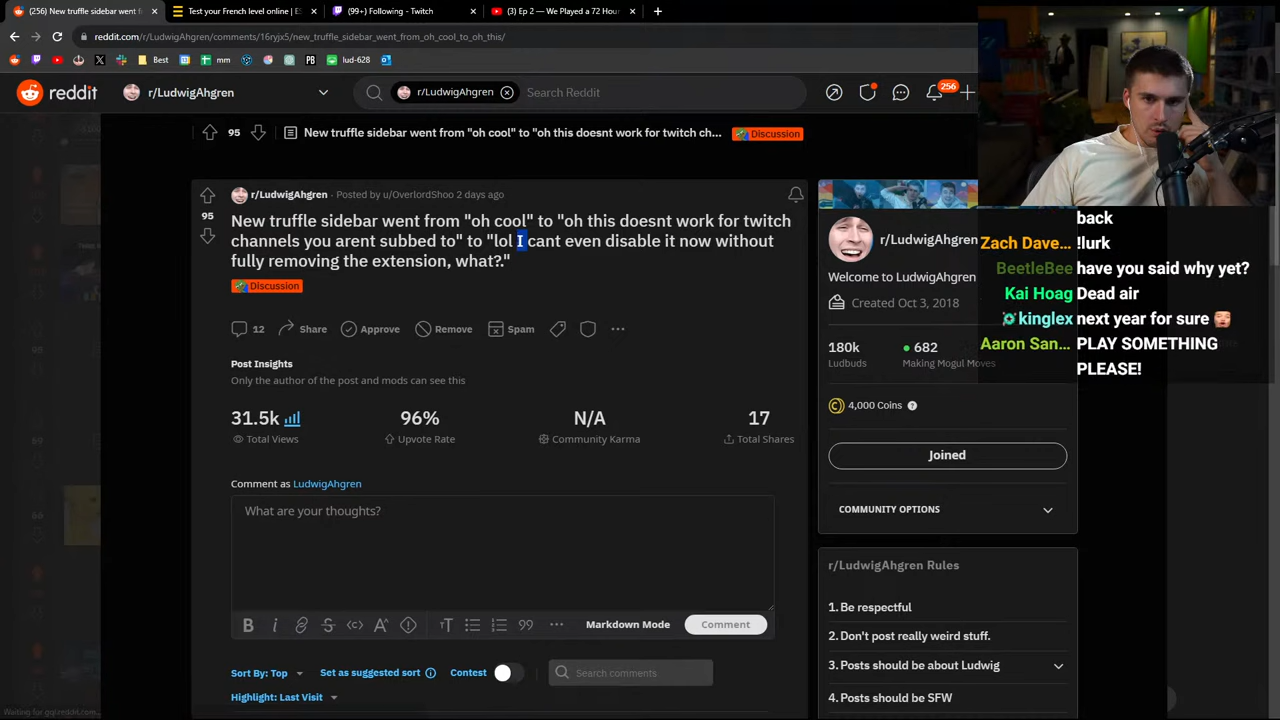 (256) New truffle sidebar went f
Test your French level online | E
(99+) Following - Twitch
(3) Ep 2 — We Played a 72 Hou
reddit.com/r/LudwigAhgren/comments/16ryjx5/new_truffle_sidebar_went_from_oh_cool_to_oh_this/
Best
mm
PB
lud-628
reddit
r/LudwigAhgren
r/LudwigAhgren
Search Reddit
256
95
New truffle sidebar went from "oh cool" to "oh this doesnt work for twitch ch...
Discussion
r/LudwigAhgren · Posted by u/OverlordShoo 2 days ago
95
New truffle sidebar went from "oh cool" to "oh this doesnt work for twitch
channels you arent subbed to" to "lol I cant even disable it now without
fully removing the extension, what?."
Discussion
12
Share
Approve
Remove
Spam
Post Insights
Only the author of the post and mods can see this
31.5k
96%
N/A
17
Total Views
Upvote Rate
Community Karma
Total Shares
Comment as LudwigAhgren
What are your thoughts?
Markdown Mode
Comment
Sort By: Top
Set as suggested sort
Contest
Search comments
Highlight: Last Visit
r/LudwigAhgren
Welcome to LudwigAhgren
Created Oct 3, 2018
180k
682
Ludbuds
Making Mogul Moves
4,000 Coins
Joined
COMMUNITY OPTIONS
r/LudwigAhgren Rules
1. Be respectful
2. Don't post really weird stuff.
3. Posts should be about Ludwig
4. Posts should be SFW
back
Zach Dave... !lurk
BeetleBee have you said why yet?
Kai Hoag Dead air
kinglex next year for sure
Aaron San... PLAY SOMETHING
PLEASE!
Waiting for gql.reddit.com...